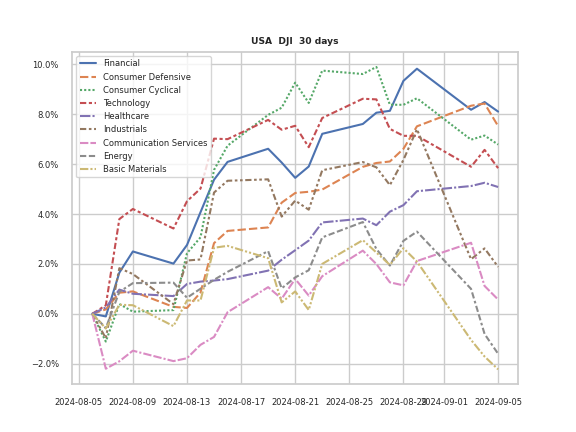 USA DJI 30 days
10.0%
8.0%
6.0%
4.0%
2.0%
0.0%
−2.0%
Financial
Consumer Defensive
Consumer Cyclical
Technology
Healthcare
Industrials
Communication Services
Energy
Basic Materials
2024-08-05 2024-08-09 2024-08-13 2024-08-17 2024-08-21 2024-08-25 2024-08-29 2024-09-01 2024-09-05